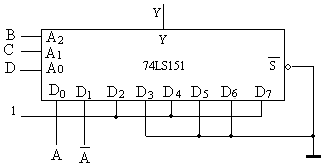 Y
B A₂ Y
C A₁
D A₀ 74LS151 S̅
D₀ D₁ D₂ D₃ D₄ D₅ D₆ D₇
1
A A̅